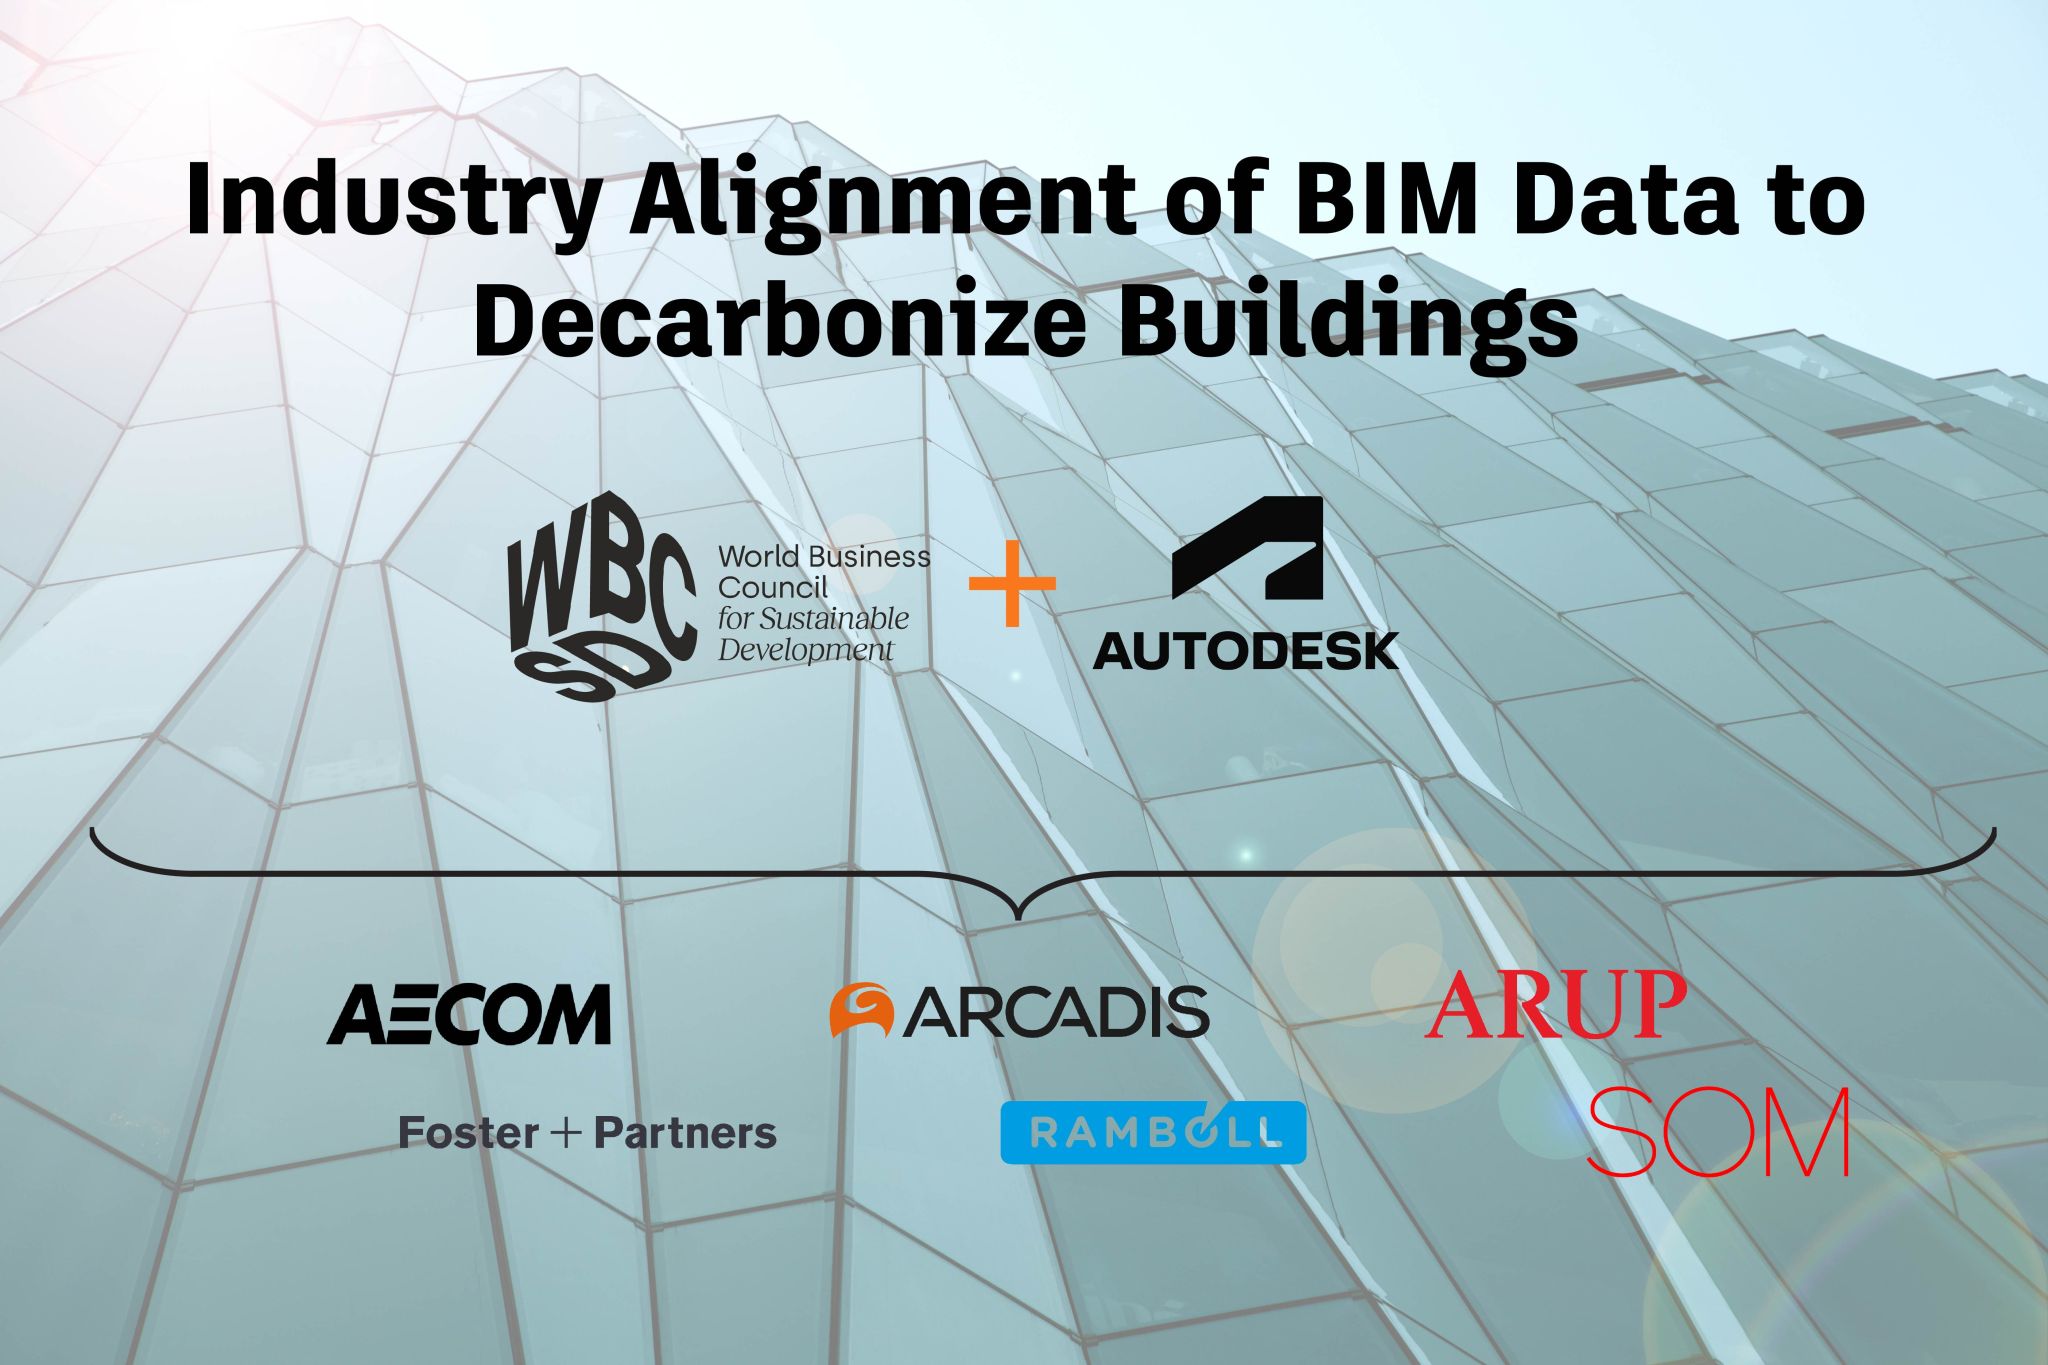 Industry Alignment of BIM Data to
Decarbonize Buildings
WBC
SD
World Business
Council
for Sustainable
Development
+
AUTODESK
AECOM
ARCADIS
ARUP
Foster + Partners
RAMBOLL
SOM